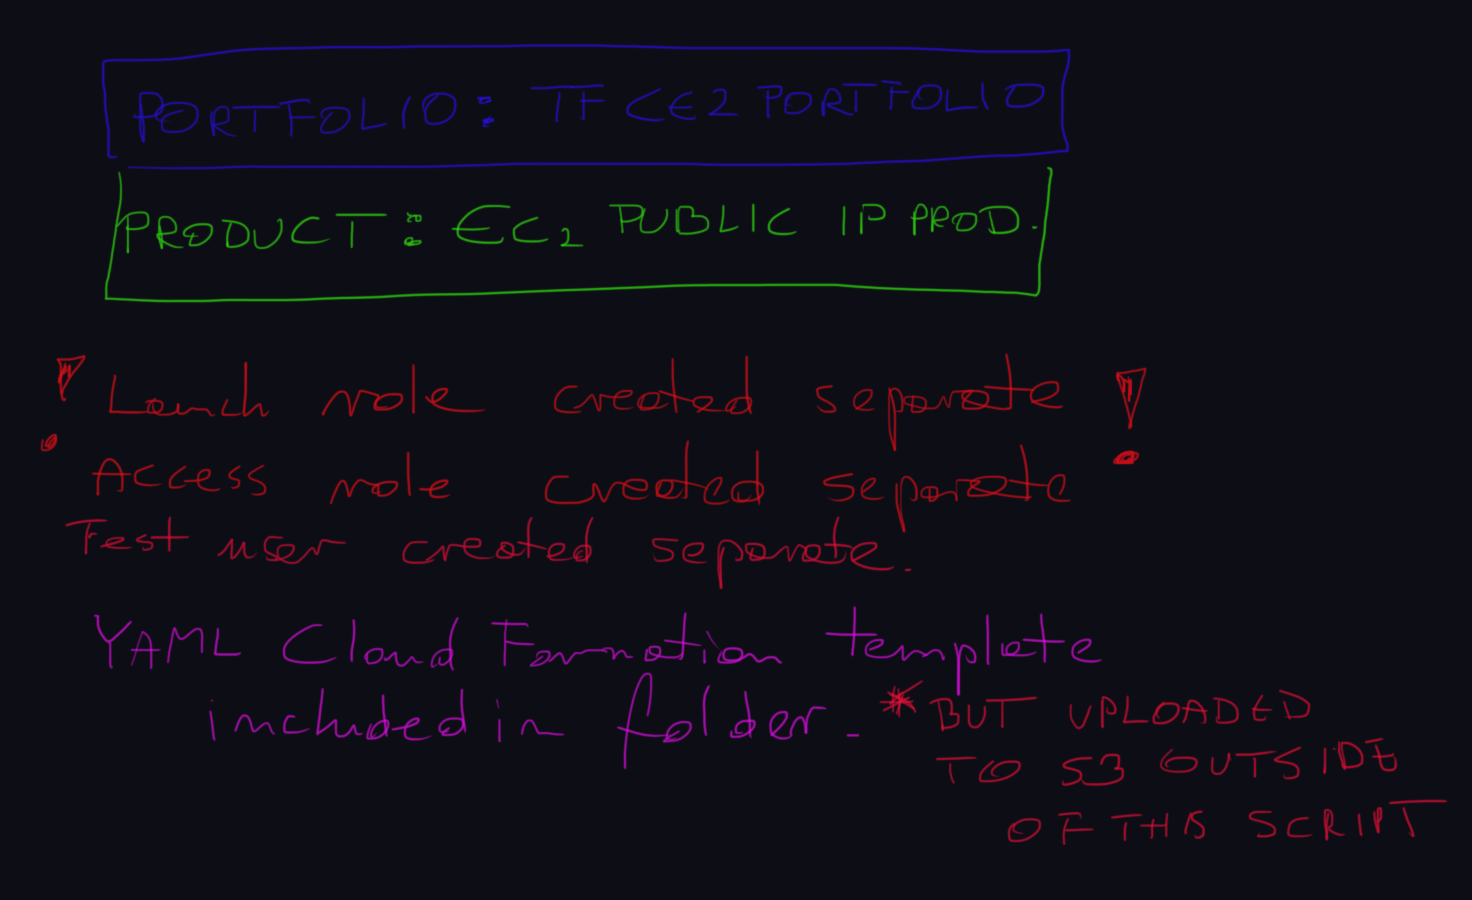 PORTFOLIO: TF CE2 PORTFOLIO
PRODUCT: EC2 PUBLIC IP PROD.
Launch role created separate
Access role created separate
Test user created separate.
YAML Cloud Formation template
included in folder.
* BUT UPLOADED
TO S3 OUTSIDE
OF THIS SCRIPT